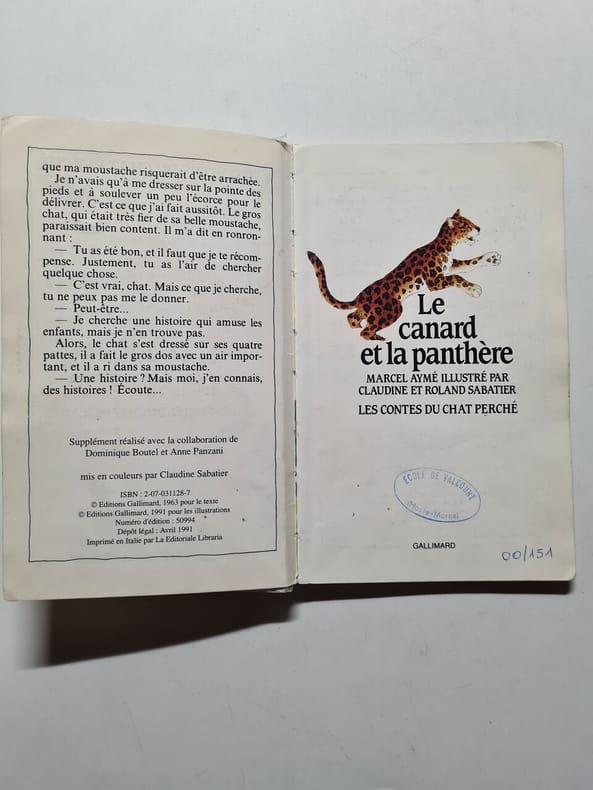 que ma moustache risquerait d'être arrachée.
Je n'avais qu'à me dresser sur la pointe des
pieds et à soulever un peu l'écorce pour le
délivrer. C'est ce que j'ai fait aussitôt. Le gros
chat, qui était très fier de sa belle moustache,
paraissait bien content. Il m'a dit en ronron-
nant :
— Tu as été bon, et il faut que je te récom-
pense. Justement, tu as l'air de chercher
quelque chose.
— C'est vrai, chat. Mais ce que je cherche,
tu ne peux pas me le donner.
— Peut-être...
— Je cherche une histoire qui amuse les
enfants, mais je n'en trouve pas.
Alors, le chat s'est dressé sur ses quatre
pattes, il a fait le gros dos avec un air impor-
tant, et il a ri dans sa moustache.
— Une histoire ? Mais moi, j'en connais,
des histoires ! Écoute...
Supplément réalisé avec la collaboration de
Dominique Boutel et Anne Panzani
mis en couleurs par Claudine Sabatier
ISBN : 2-07-031128-7
© Editions Gallimard, 1963 pour le texte
© Editions Gallimard, 1991 pour les illustrations
Numéro d'édition : 50994
Dépôt légal : Avril 1991
Imprimé en Italie par La Editoriale Libraria
Le
canard
et la panthère
MARCEL AYMÉ ILLUSTRÉ PAR
CLAUDINE ET ROLAND SABATIER
LES CONTES DU CHAT PERCHÉ
ECOLE DE VALCOURT
(Haute-Marne)
GALLIMARD
00/151